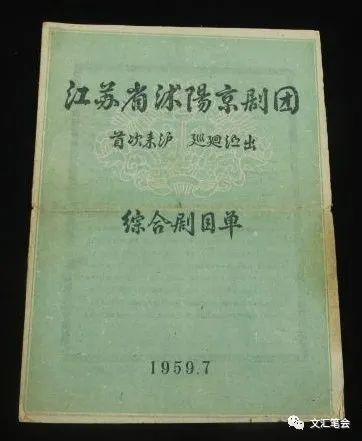 江苏省沭陽京剧团
首次来沪 巡廻演出
綜合剧目单
1959.7
文汇笔会